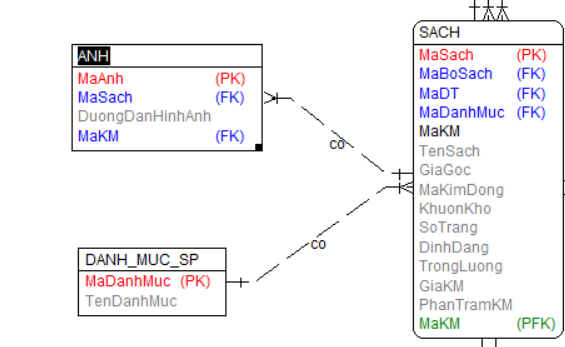 ANH
MaAnh (PK)
MaSach (FK)
DuongDanHinhAnh
MaKM (FK)
co
co
DANH_MUC_SP
MaDanhMuc (PK)
TenDanhMuc
SACH
MaSach (PK)
MaBoSach (FK)
MaDT (FK)
MaDanhMuc (FK)
MaKM
TenSach
GiaGoc
MaKimDong
KhuonKho
SoTrang
DinhDang
TrongLuong
GiaKM
PhanTramKM
MaKM (PFK)